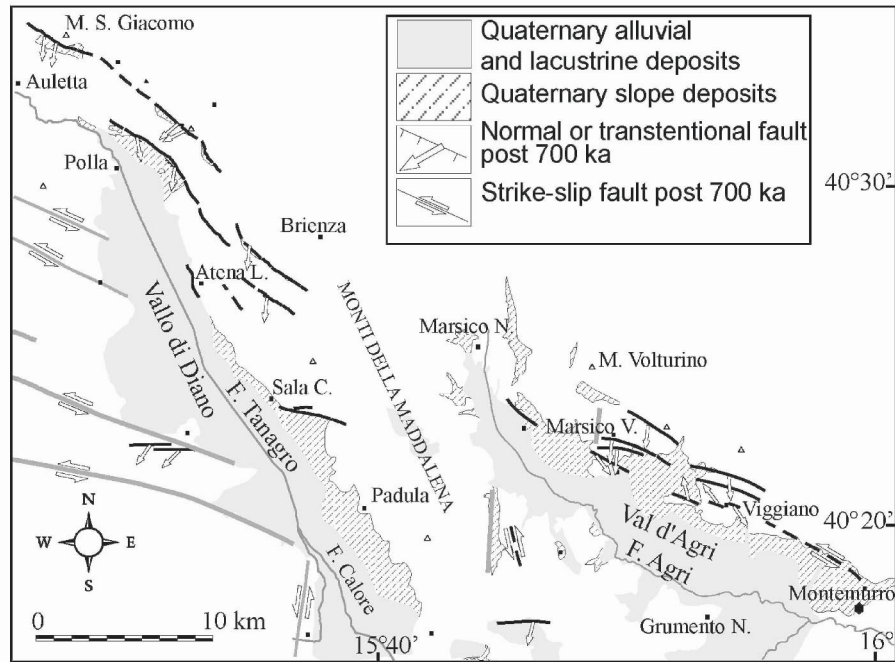 M. S. Giacomo
Auletta
Polla
Brienza
Atena L.
Vallo di Diano
F. Tanagro
Sala C.
MONTI DELLA MADDALENA
Padula
F. Calore
Marsico N.
M. Volturino
Marsico V.
Viggiano
Val d'Agri
F. Agri
Montemurro
Grumento N.
Quaternary alluvial
and lacustrine deposits
Quaternary slope deposits
Normal or transtentional fault
post 700 ka
Strike-slip fault post 700 ka
40°30'
40°20'
N
W
E
S
0 10 km
15°40'
16°